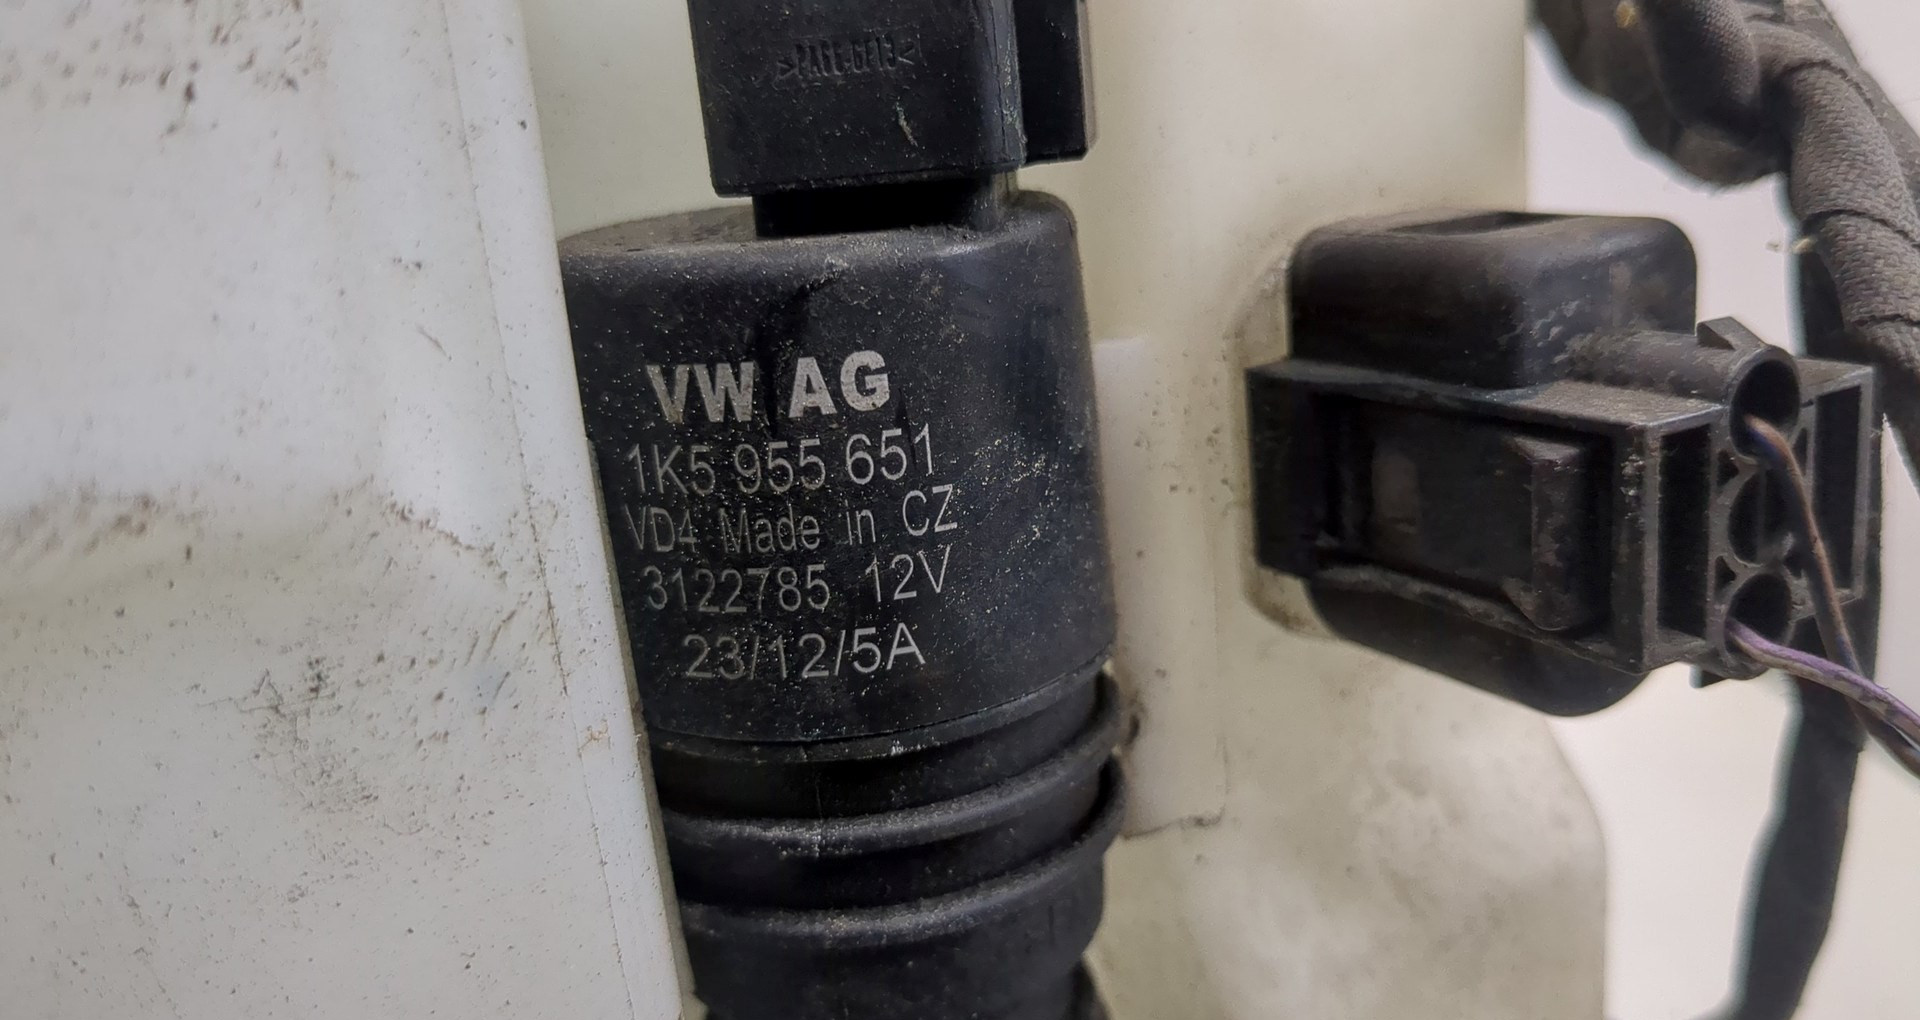 VW AG
1K5 955 651
VD4 Made in CZ
3122785 12V
23/12/5A